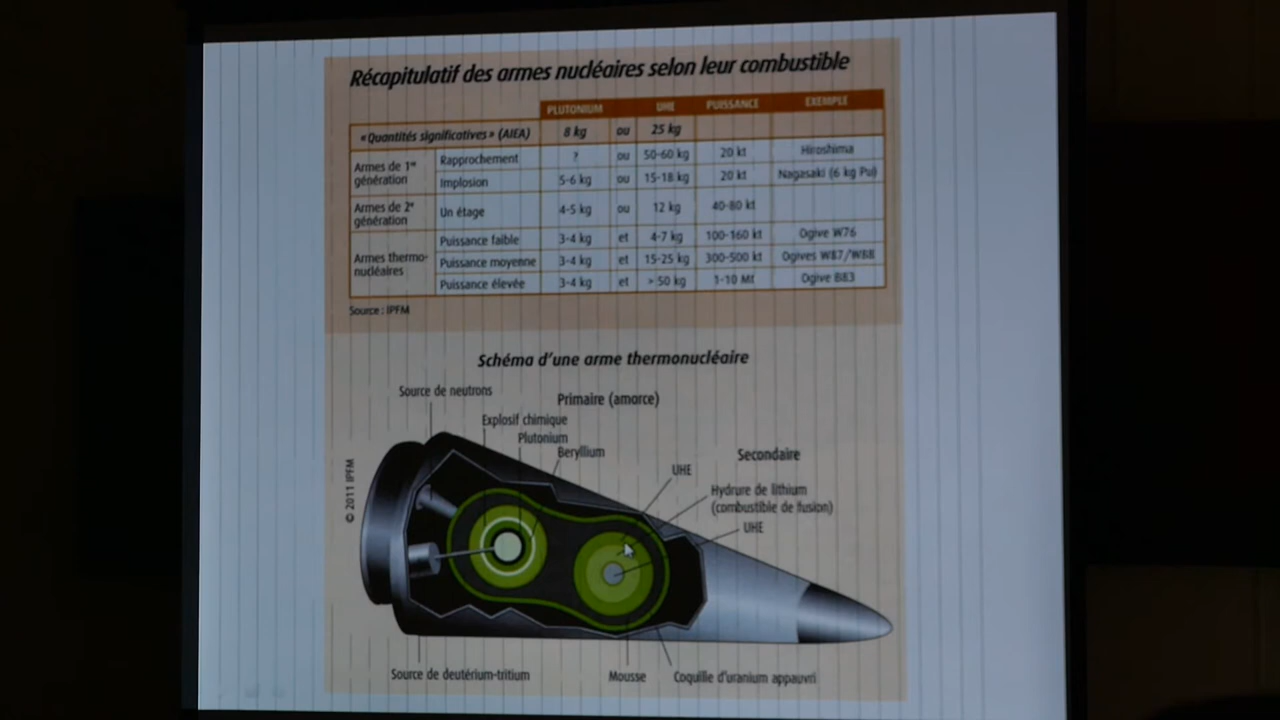 Récapitulatif des armes nucléaires selon leur combustible
PLUTONIUM UHE PUISSANCE EXEMPLE
«Quantités significatives» (AIEA) 8 kg ou 25 kg
Armes de 1re génération
Rapprochement ? ou 50-60 kg 20 kt Hiroshima
Implosion 5-6 kg ou 15-18 kg 20 kt Nagasaki (6 kg Pu)
Armes de 2e génération
Un étage 4-5 kg ou 12 kg 40-80 kt
Armes thermo-nucléaires
Puissance faible 3-4 kg et 4-7 kg 100-160 kt Ogive W76
Puissance moyenne 3-4 kg et 15-25 kg 300-500 kt Ogives W87/W88
Puissance élevée 3-4 kg et > 50 kg 1-10 Mt Ogive B83
Source : IPFM
Schéma d'une arme thermonucléaire
Source de neutrons
Primaire (amorce)
Explosif chimique
Plutonium
Beryllium
Secondaire
UHE
Hydrure de lithium
(combustible de fusion)
UHE
© 2011 IPFM
Source de deutérium-tritium
Mousse
Coquille d'uranium appauvri